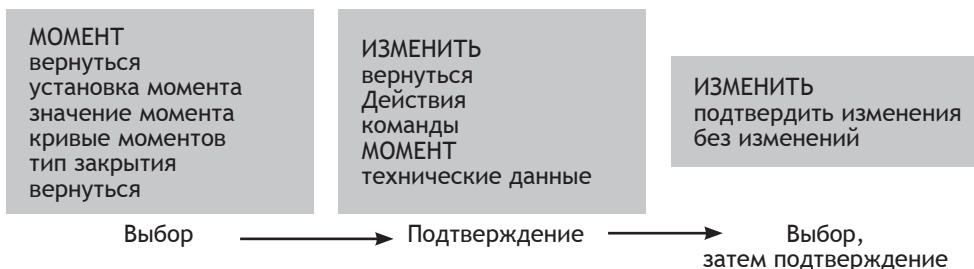 МОМЕНТ
вернуться
установка момента
значение момента
кривые моментов
тип закрытия
вернуться
ИЗМЕНИТЬ
вернуться
Действия
команды
МОМЕНТ
технические данные
ИЗМЕНИТЬ
подтвердить изменения
без изменений
Выбор
Подтверждение
Выбор,
затем подтверждение